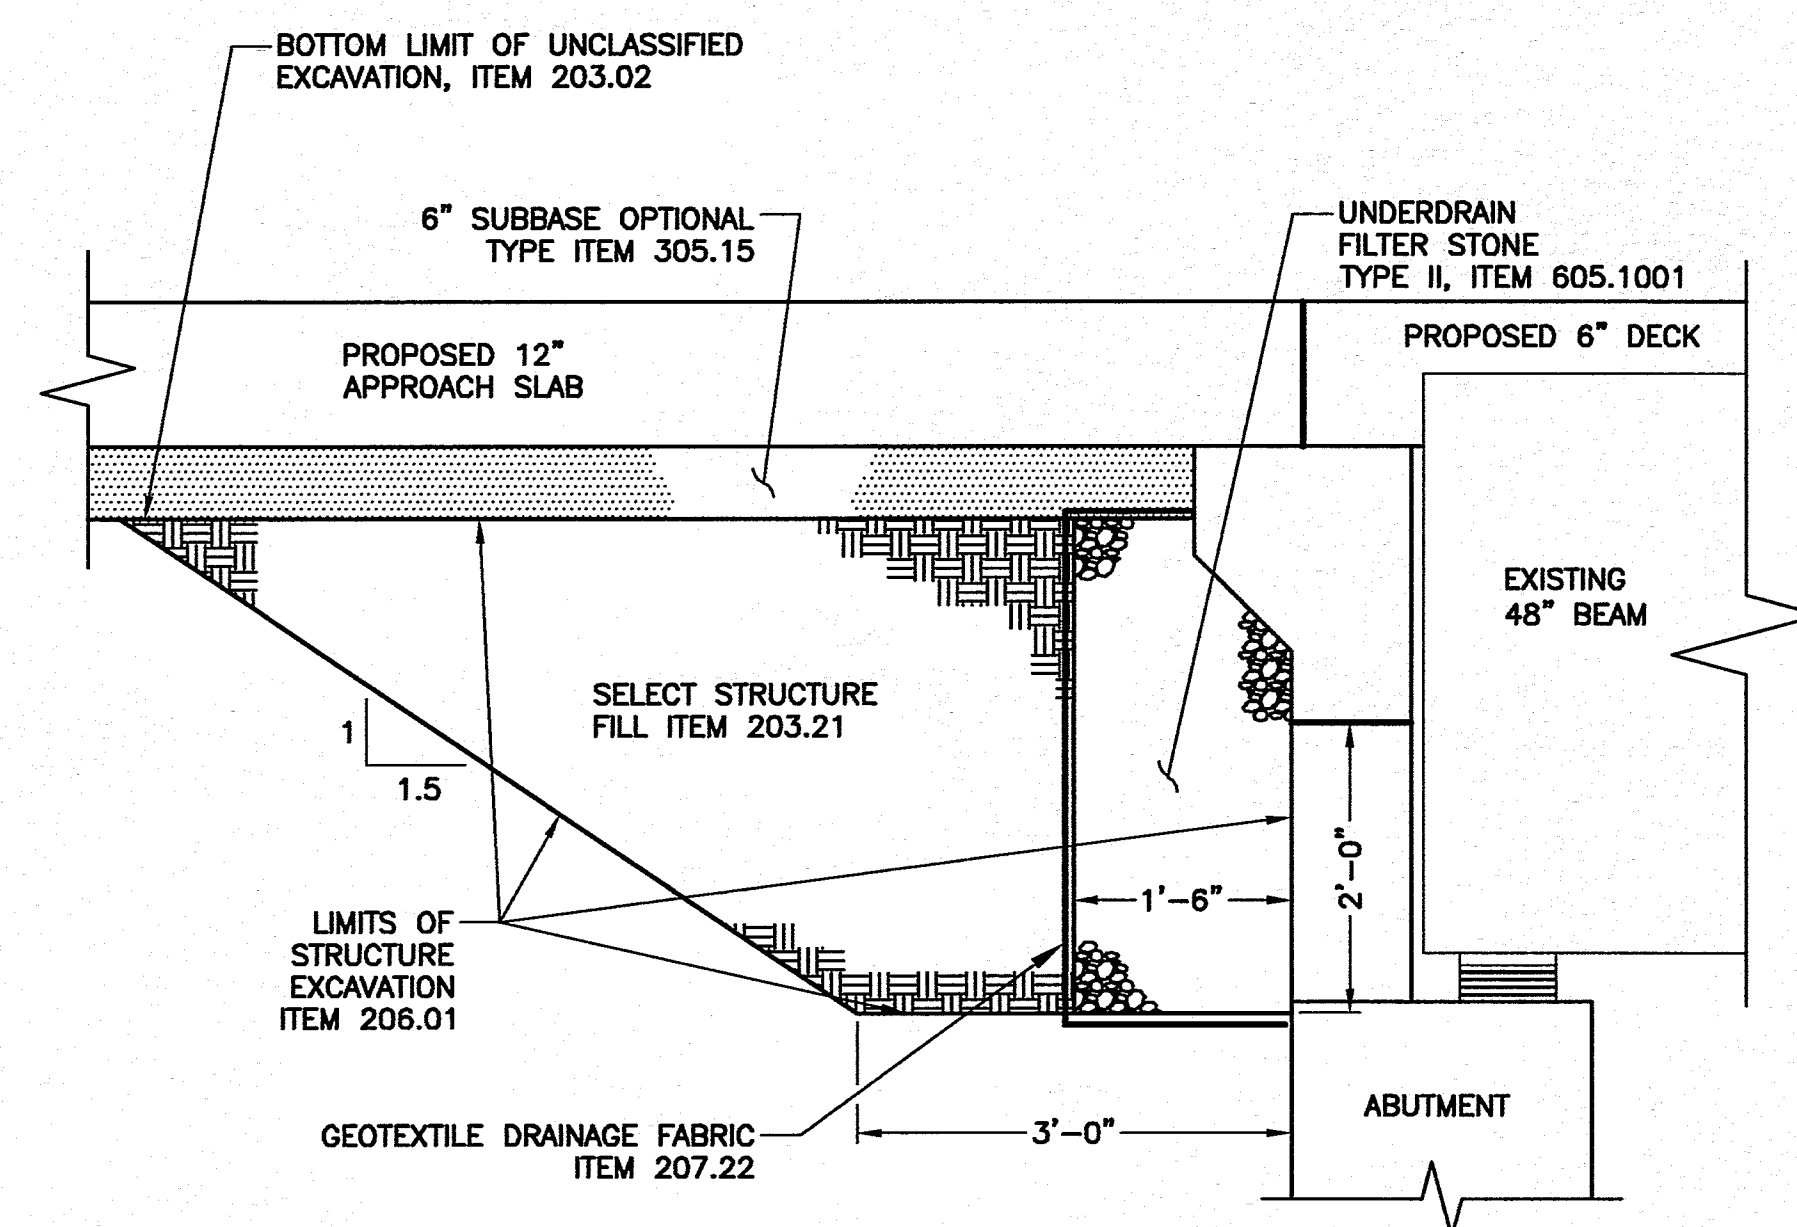 BOTTOM LIMIT OF UNCLASSIFIED
EXCAVATION, ITEM 203.02
6" SUBBASE OPTIONAL
TYPE ITEM 305.15
UNDERDRAIN
FILTER STONE
TYPE II, ITEM 605.1001
PROPOSED 12"
APPROACH SLAB
PROPOSED 6" DECK
EXISTING
48" BEAM
SELECT STRUCTURE
FILL ITEM 203.21
1
1.5
2'-0"
1'-6"
LIMITS OF
STRUCTURE
EXCAVATION
ITEM 206.01
GEOTEXTILE DRAINAGE FABRIC
ITEM 207.22
3'-0"
ABUTMENT